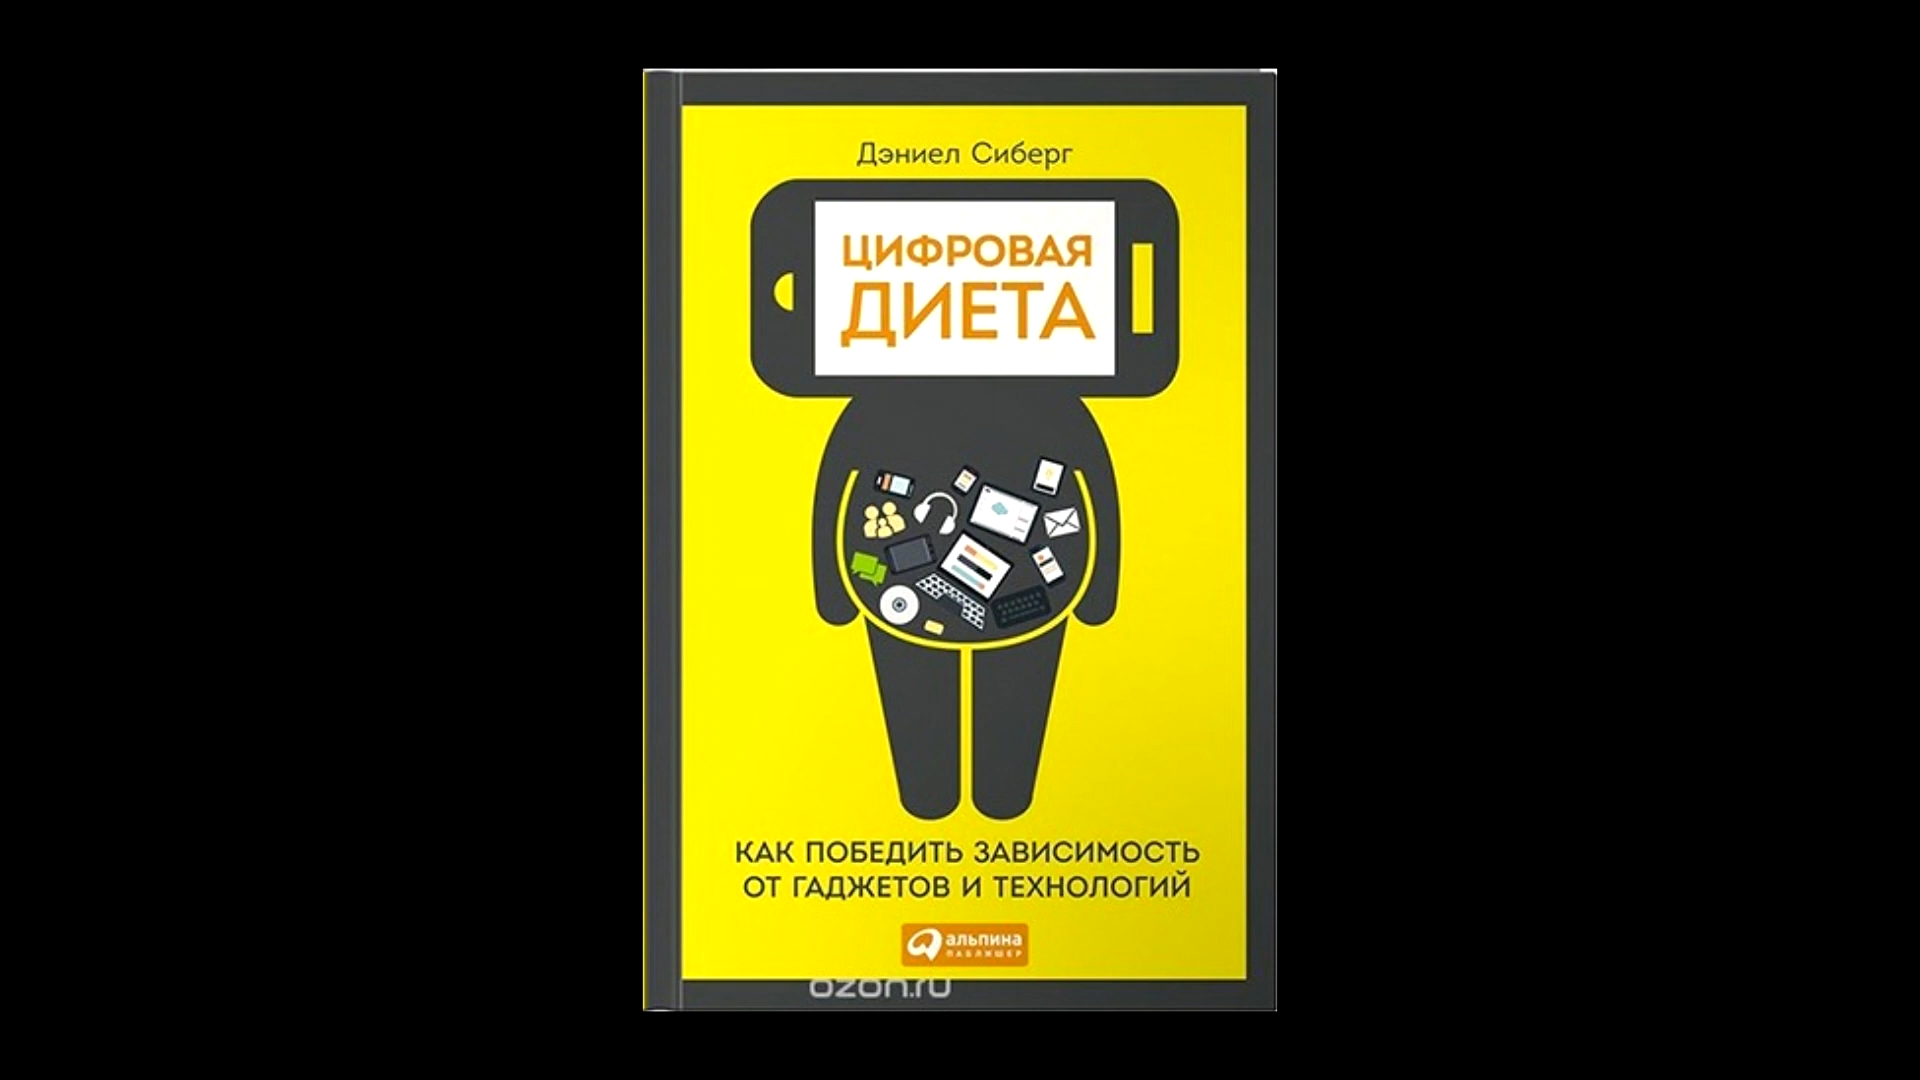 Дэниел Сиберг
ЦИФРОВАЯ
ДИЕТА
КАК ПОБЕДИТЬ ЗАВИСИМОСТЬ
ОТ ГАДЖЕТОВ И ТЕХНОЛОГИЙ
альпина
ПАБЛИШЕР
ozon.ru